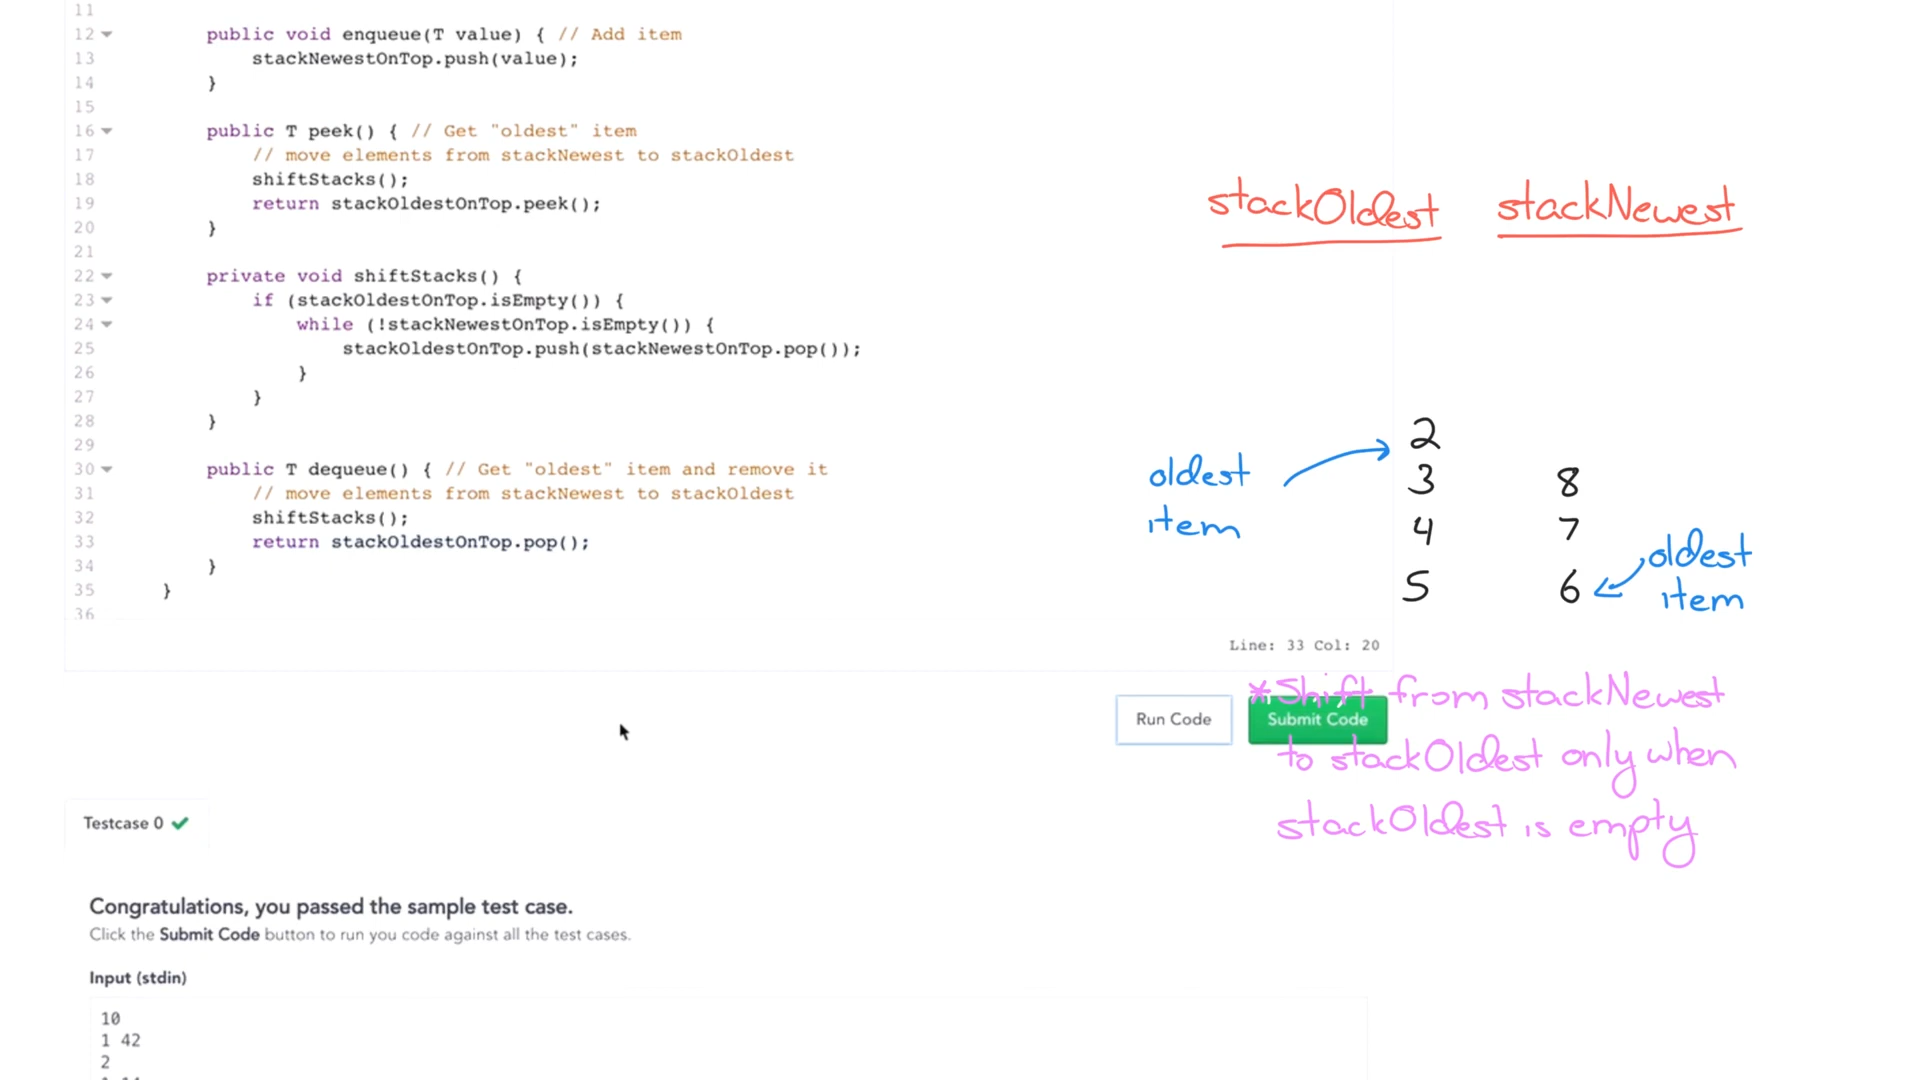 11
12 public void enqueue(T value) { // Add item
13 stackNewestOnTop.push(value);
14 }
15
16 public T peek() { // Get "oldest" item
17 // move elements from stackNewest to stackOldest
18 shiftStacks();
19 return stackOldestOnTop.peek();
20 }
21
22 private void shiftStacks() {
23 if (stackOldestOnTop.isEmpty()) {
24 while (!stackNewestOnTop.isEmpty()) {
25 stackOldestOnTop.push(stackNewestOnTop.pop());
26 }
27 }
28 }
29
30 public T dequeue() { // Get "oldest" item and remove it
31 // move elements from stackNewest to stackOldest
32 shiftStacks();
33 return stackOldestOnTop.pop();
34 }
35 }
36
Line: 33 Col: 20
stackOldest stackNewest
2
3 8
4 7
5 6
oldest
item
oldest
item
*Shift from stackNewest
to stackOldest only when
stackOldest is empty
Run Code Submit Code
Testcase 0
Congratulations, you passed the sample test case.
Click the Submit Code button to run you code against all the test cases.
Input (stdin)
10
1 42
2